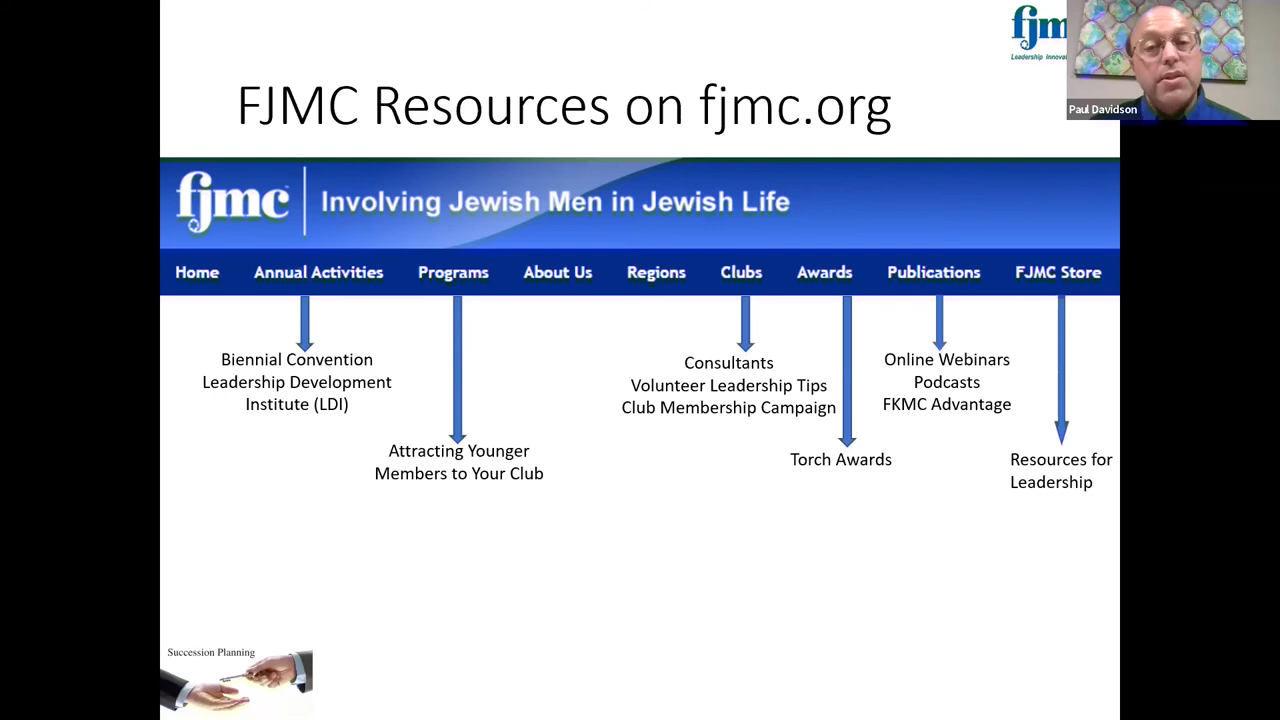 fjm
Leadership Innovat
Paul Davidson
FJMC Resources on fjmc.org
fjmc
Involving Jewish Men in Jewish Life
Home Annual Activities Programs About Us Regions Clubs Awards Publications FJMC Store
Biennial Convention
Leadership Development
Institute (LDI)
Attracting Younger
Members to Your Club
Consultants
Volunteer Leadership Tips
Club Membership Campaign
Torch Awards
Online Webinars
Podcasts
FKMC Advantage
Resources for
Leadership
Succession Planning